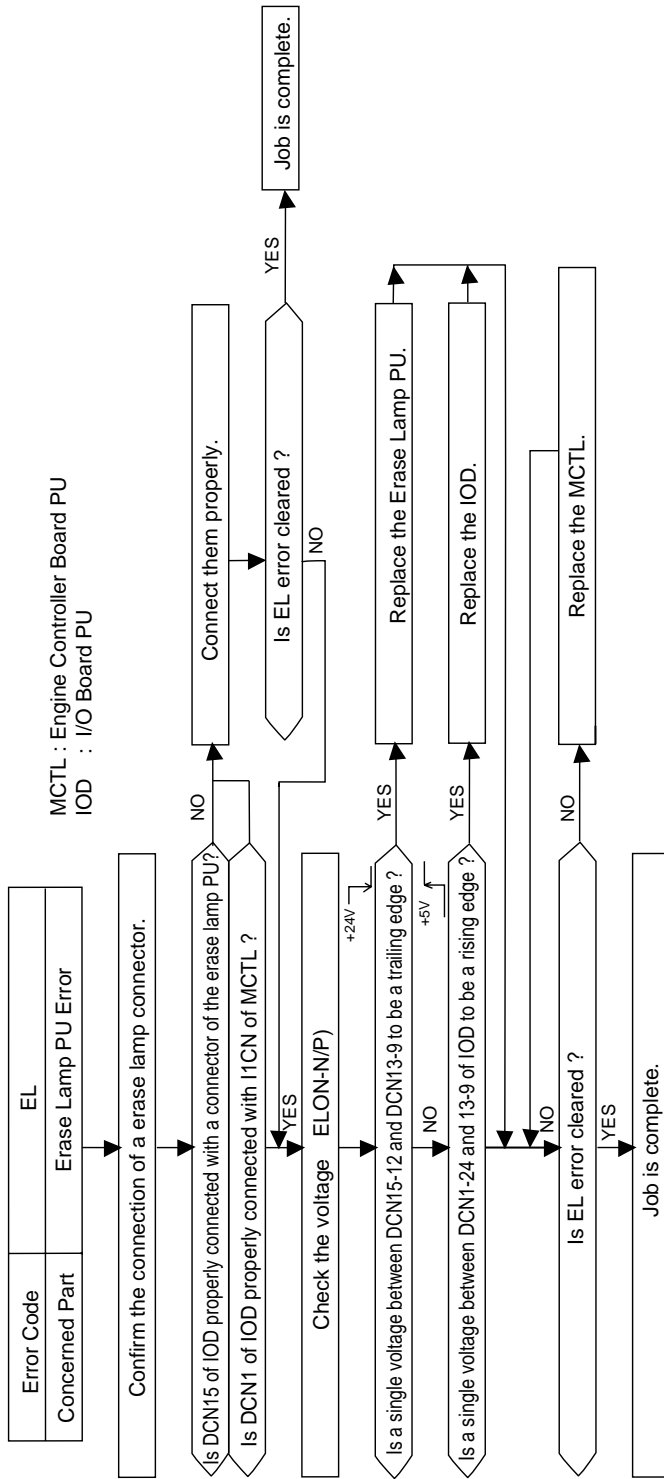 Error Code EL
Concerned Part Erase Lamp PU Error
MCTL : Engine Controller Board PU
IOD : I/O Board PU
Confirm the connection of a erase lamp connector.
Is DCN15 of IOD properly connected with a connector of the erase lamp PU?
NO
Connect them properly.
Is DCN1 of IOD properly connected with I1CN of MCTL ?
Is EL error cleared ?
YES
Job is complete.
NO
YES
Check the voltage ELON-N/P)
+24V
Is a single voltage between DCN15-12 and DCN13-9 to be a trailing edge ?
YES
Replace the Erase Lamp PU.
NO
+5V
Is a single voltage between DCN1-24 and 13-9 of IOD to be a rising edge ?
YES
Replace the IOD.
NO
Is EL error cleared ?
NO
Replace the MCTL.
YES
Job is complete.